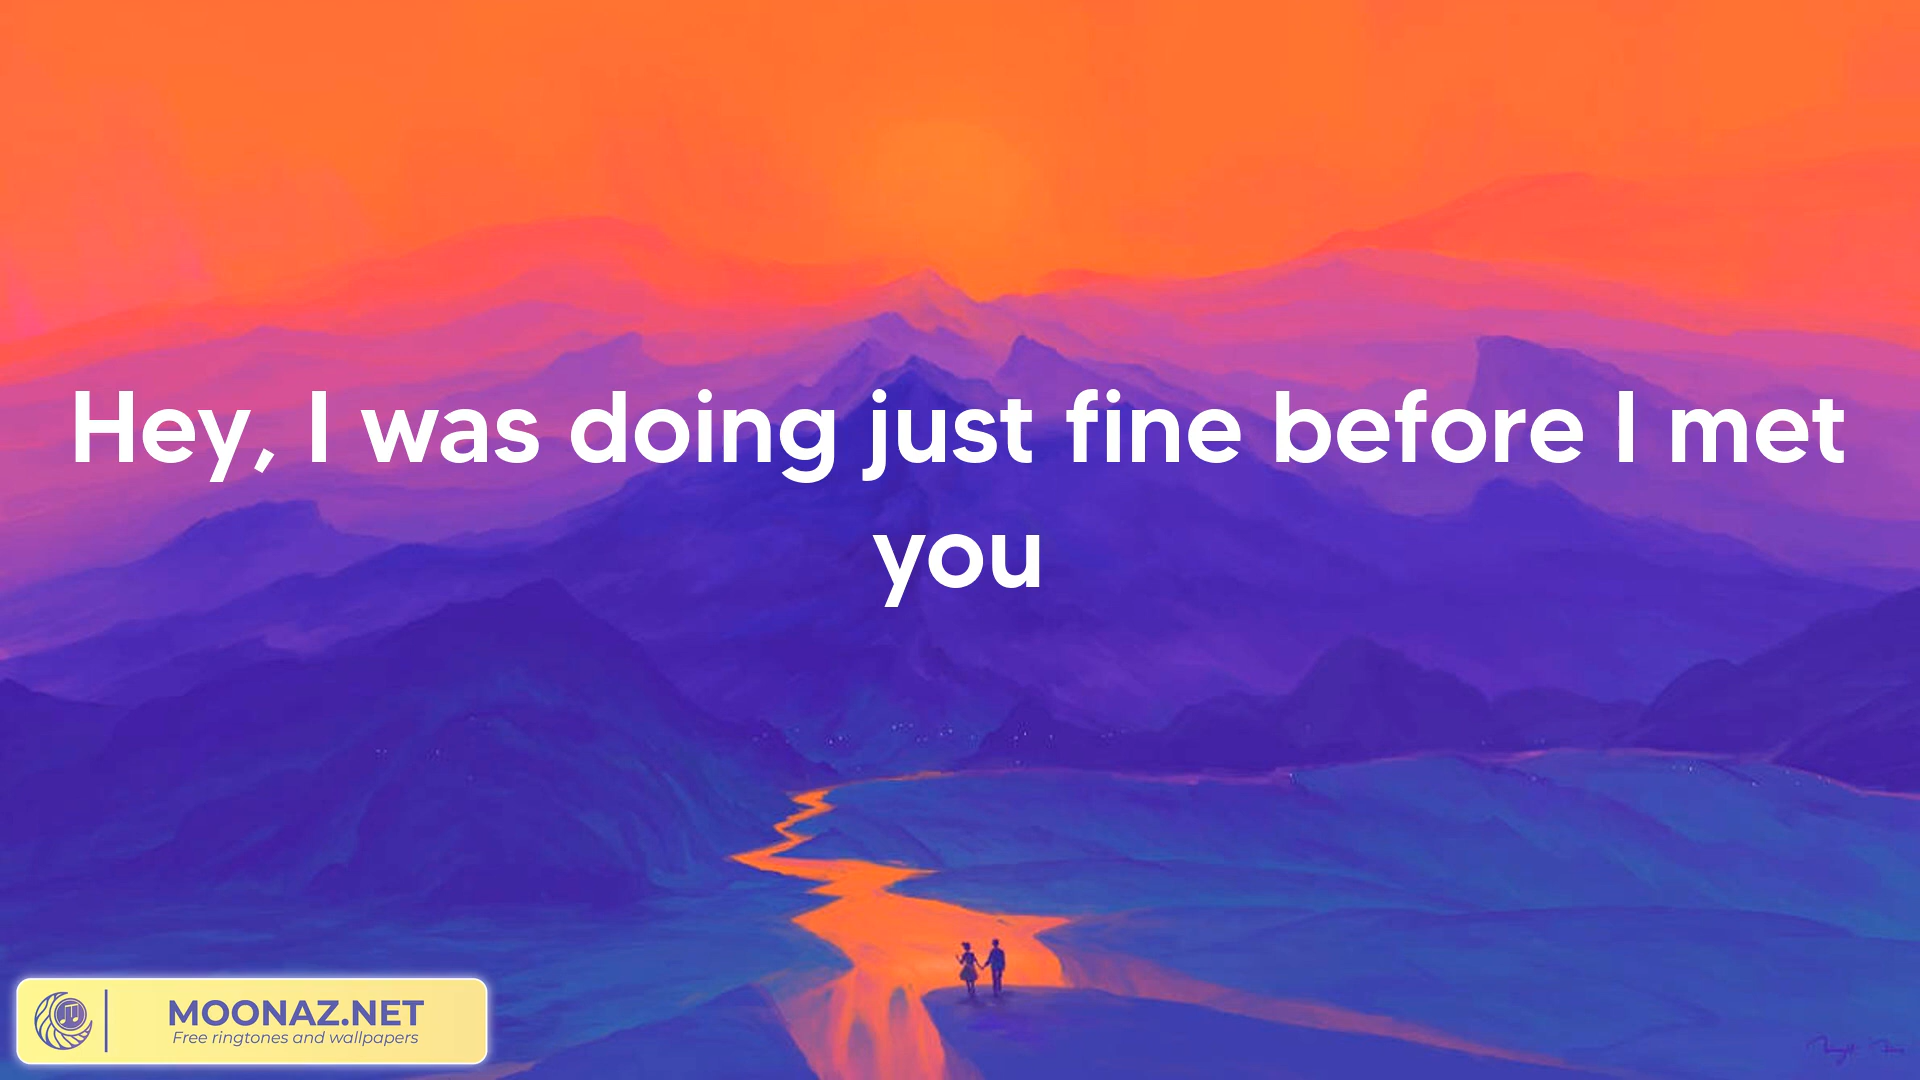 Hey, I was doing just fine before I met
you
MOONAZ.NET
Free ringtones and wallpapers